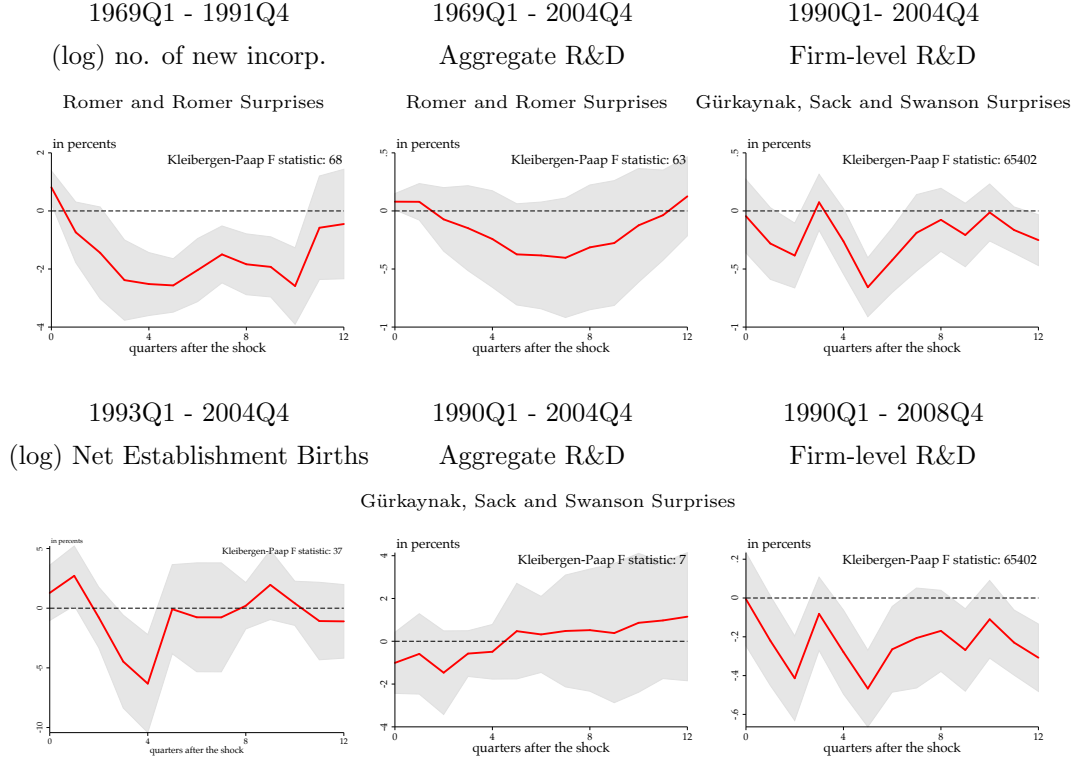 1969Q1 - 1991Q4
(log) no. of new incorp.
Romer and Romer Surprises
in percents
Kleibergen-Paap F statistic: 68
2
0
-2
-4
0
4
8
12
quarters after the shock
1969Q1 - 2004Q4
Aggregate R&D
Romer and Romer Surprises
in percents
Kleibergen-Paap F statistic: 63
.5
0
-.5
-1
0
4
8
12
quarters after the shock
1990Q1- 2004Q4
Firm-level R&D
Gürkaynak, Sack and Swanson Surprises
in percents
Kleibergen-Paap F statistic: 65402
.5
0
-.5
-1
0
4
8
12
quarters after the shock
1993Q1 - 2004Q4
(log) Net Establishment Births
1990Q1 - 2004Q4
Aggregate R&D
1990Q1 - 2008Q4
Firm-level R&D
Gürkaynak, Sack and Swanson Surprises
in percents
Kleibergen-Paap F statistic: 37
5
0
-5
-10
0
4
8
12
quarters after the shock
in percents
Kleibergen-Paap F statistic: 7
4
2
0
-2
-4
0
4
8
12
quarters after the shock
in percents
Kleibergen-Paap F statistic: 65402
.2
0
-.2
-.4
-.6
0
4
8
12
quarters after the shock